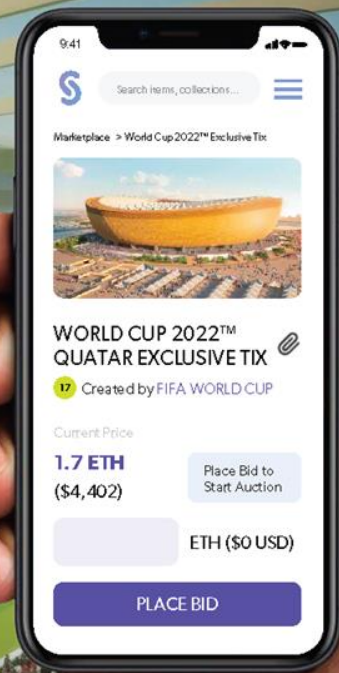 9:41
Search items, collections...
Marketplace > World Cup 2022™ Exclusive Tix
WORLD CUP 2022™
QUATAR EXCLUSIVE TIX
17 Created by FIFA WORLD CUP
Current Price
1.7 ETH
($4,402)
Place Bid to
Start Auction
ETH ($0 USD)
PLACE BID